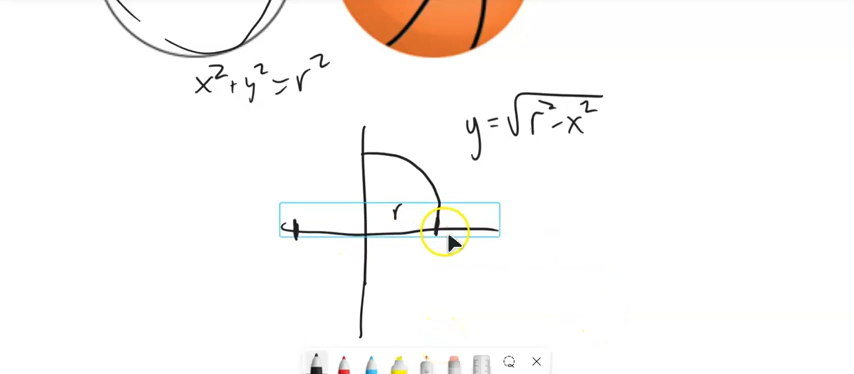 x²+y²=r²
y=√r²-x²
r